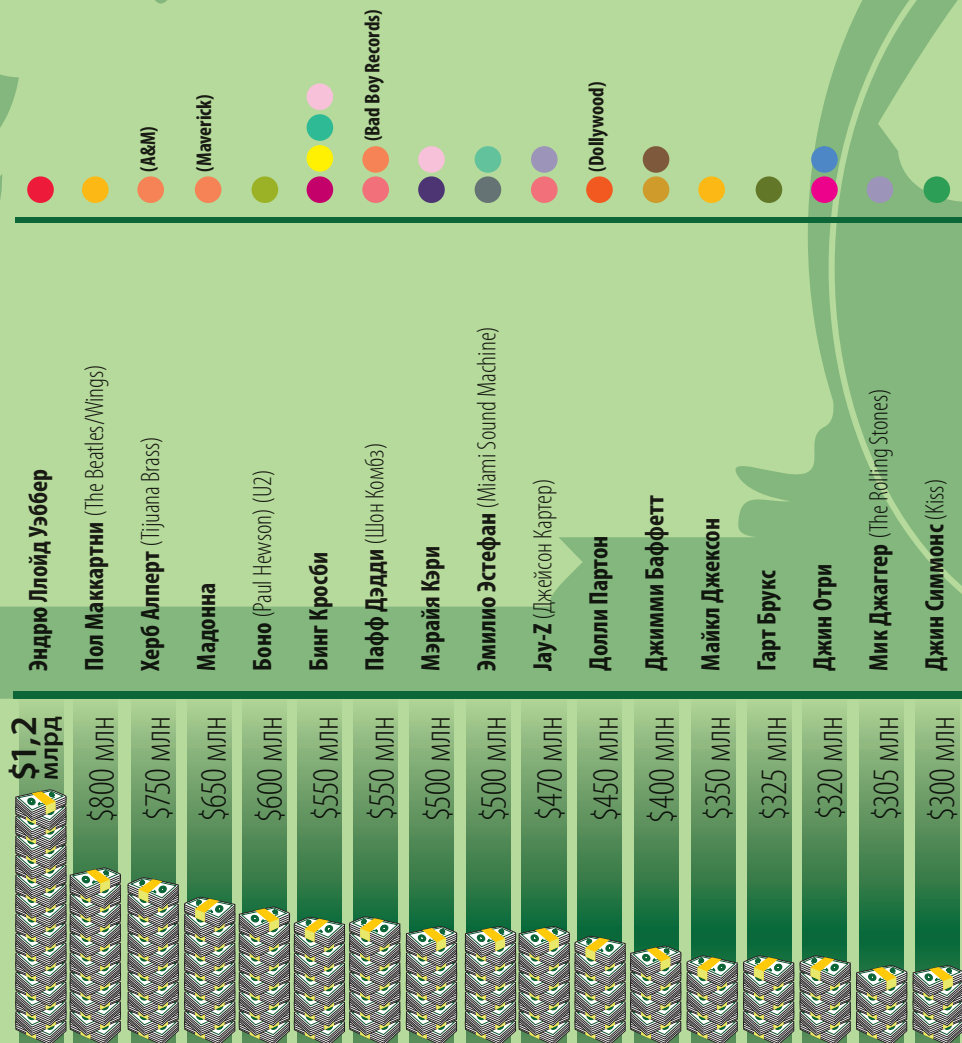 (A&M)
(Maverick)
(Bad Boy Records)
(Dollywood)
Эндрю Ллойд Уэббер
Пол Маккартни (The Beatles/Wings)
Херб Алперт (Tijuana Brass)
Мадонна
Боно (Paul Hewson) (U2)
Бинг Кросби
Пафф Дэдди (Шон Комбз)
Мэрайя Кэри
Эмилио Эстефан (Miami Sound Machine)
Jay-Z (Джейсон Картер)
Долли Партон
Джимми Баффетт
Майкл Джексон
Гарт Брукс
Джин Отри
Мик Джаггер (The Rolling Stones)
Джин Симмонс (Kiss)
$1,2
млрд
$800 млн
$750 млн
$650 млн
$600 млн
$550 млн
$550 млн
$500 млн
$500 млн
$470 млн
$450 млн
$400 млн
$350 млн
$325 млн
$320 млн
$305 млн
$300 млн